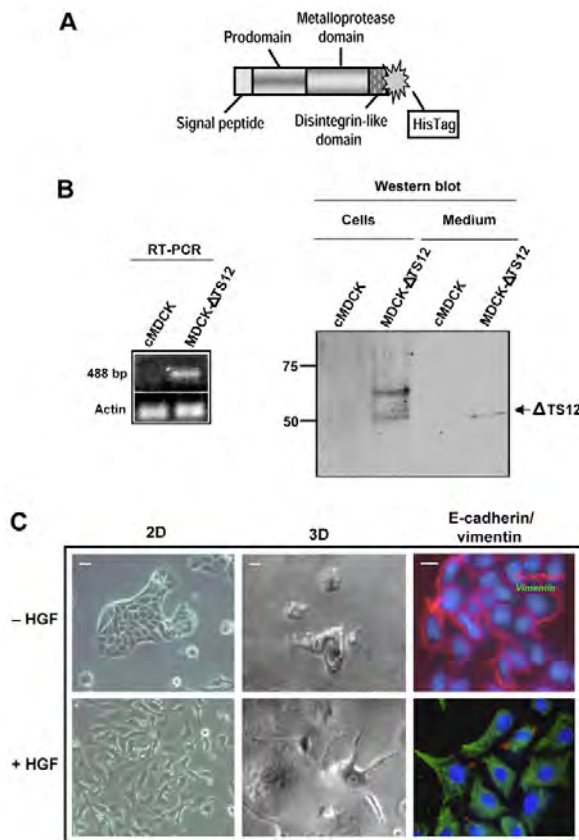 A
Prodomain
Metalloprotease
domain
Signal peptide
Disintegrin-like
domain
HisTag
B
RT-PCR
cMDCK
MDCK-ΔTS12
488 bp
Actin
Western blot
Cells
Medium
cMDCK
MDCK-ΔTS12
cMDCK
MDCK-ΔTS12
75
50
ΔTS12
C
2D
3D
E-cadherin/
vimentin
– HGF
E-cadherin
Vimentin
+ HGF